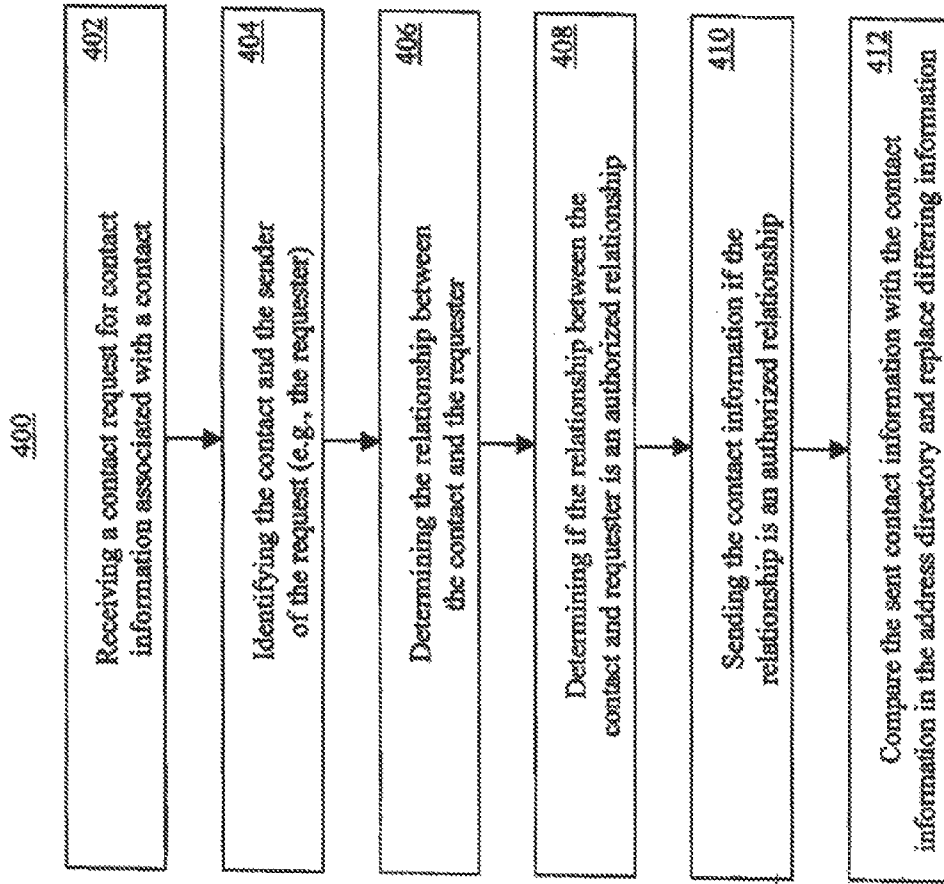 400
402
Receiving a contact request for contact
information associated with a contact
404
Identifying the contact and the sender
of the request (e.g., the requester)
406
Determining the relationship between
the contact and the requester
408
Determining if the relationship between the
contact and requester is an authorized relationship
410
Sending the contact information if the
relationship is an authorized relationship
412
Compare the sent contact information with the contact
information in the address directory and replace differing information